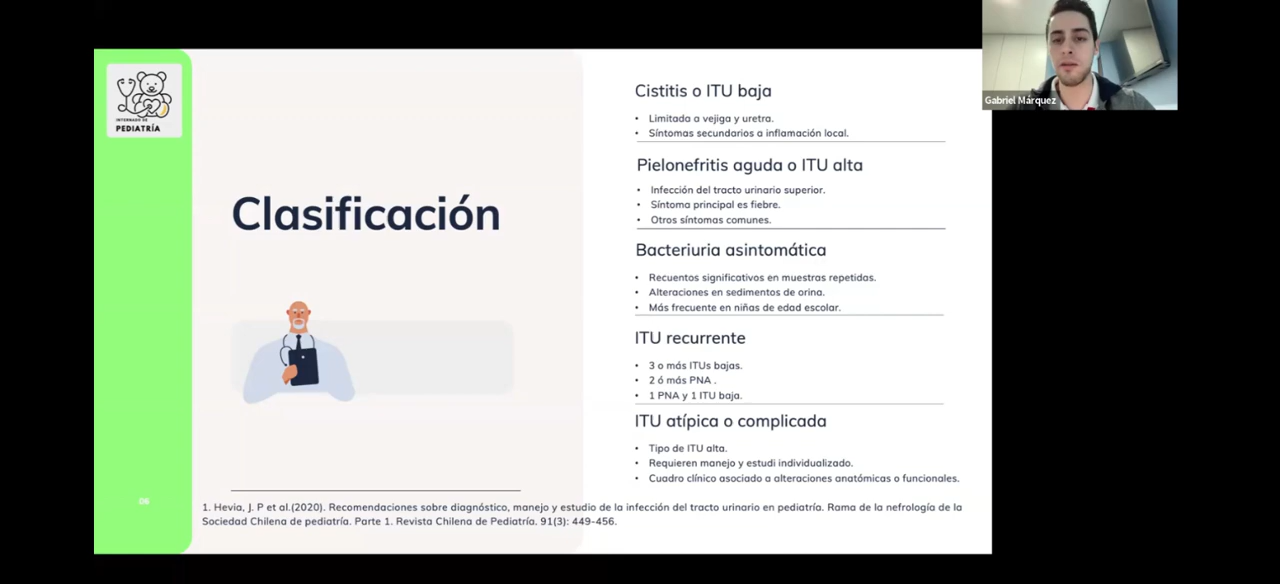 INTERNADO DE
PEDIATRÍA
Clasificación
06
Cistitis o ITU baja
• Limitada a vejiga y uretra.
• Síntomas secundarios a inflamación local.
Pielonefritis aguda o ITU alta
• Infección del tracto urinario superior.
• Síntoma principal es fiebre.
• Otros síntomas comunes.
Bacteriuria asintomática
• Recuentos significativos en muestras repetidas.
• Alteraciones en sedimentos de orina.
• Más frecuente en niñas de edad escolar.
ITU recurrente
• 3 o más ITUs bajas.
• 2 ó más PNA .
• 1 PNA y 1 ITU baja.
ITU atípica o complicada
• Tipo de ITU alta.
• Requieren manejo y estudi individualizado.
• Cuadro clínico asociado a alteraciones anatómicas o funcionales.
1. Hevia, J. P et al.(2020). Recomendaciones sobre diagnóstico, manejo y estudio de la infección del tracto urinario en pediatría. Rama de la nefrología de la
Sociedad Chilena de pediatría. Parte 1. Revista Chilena de Pediatría. 91(3): 449-456.
Gabriel Márquez